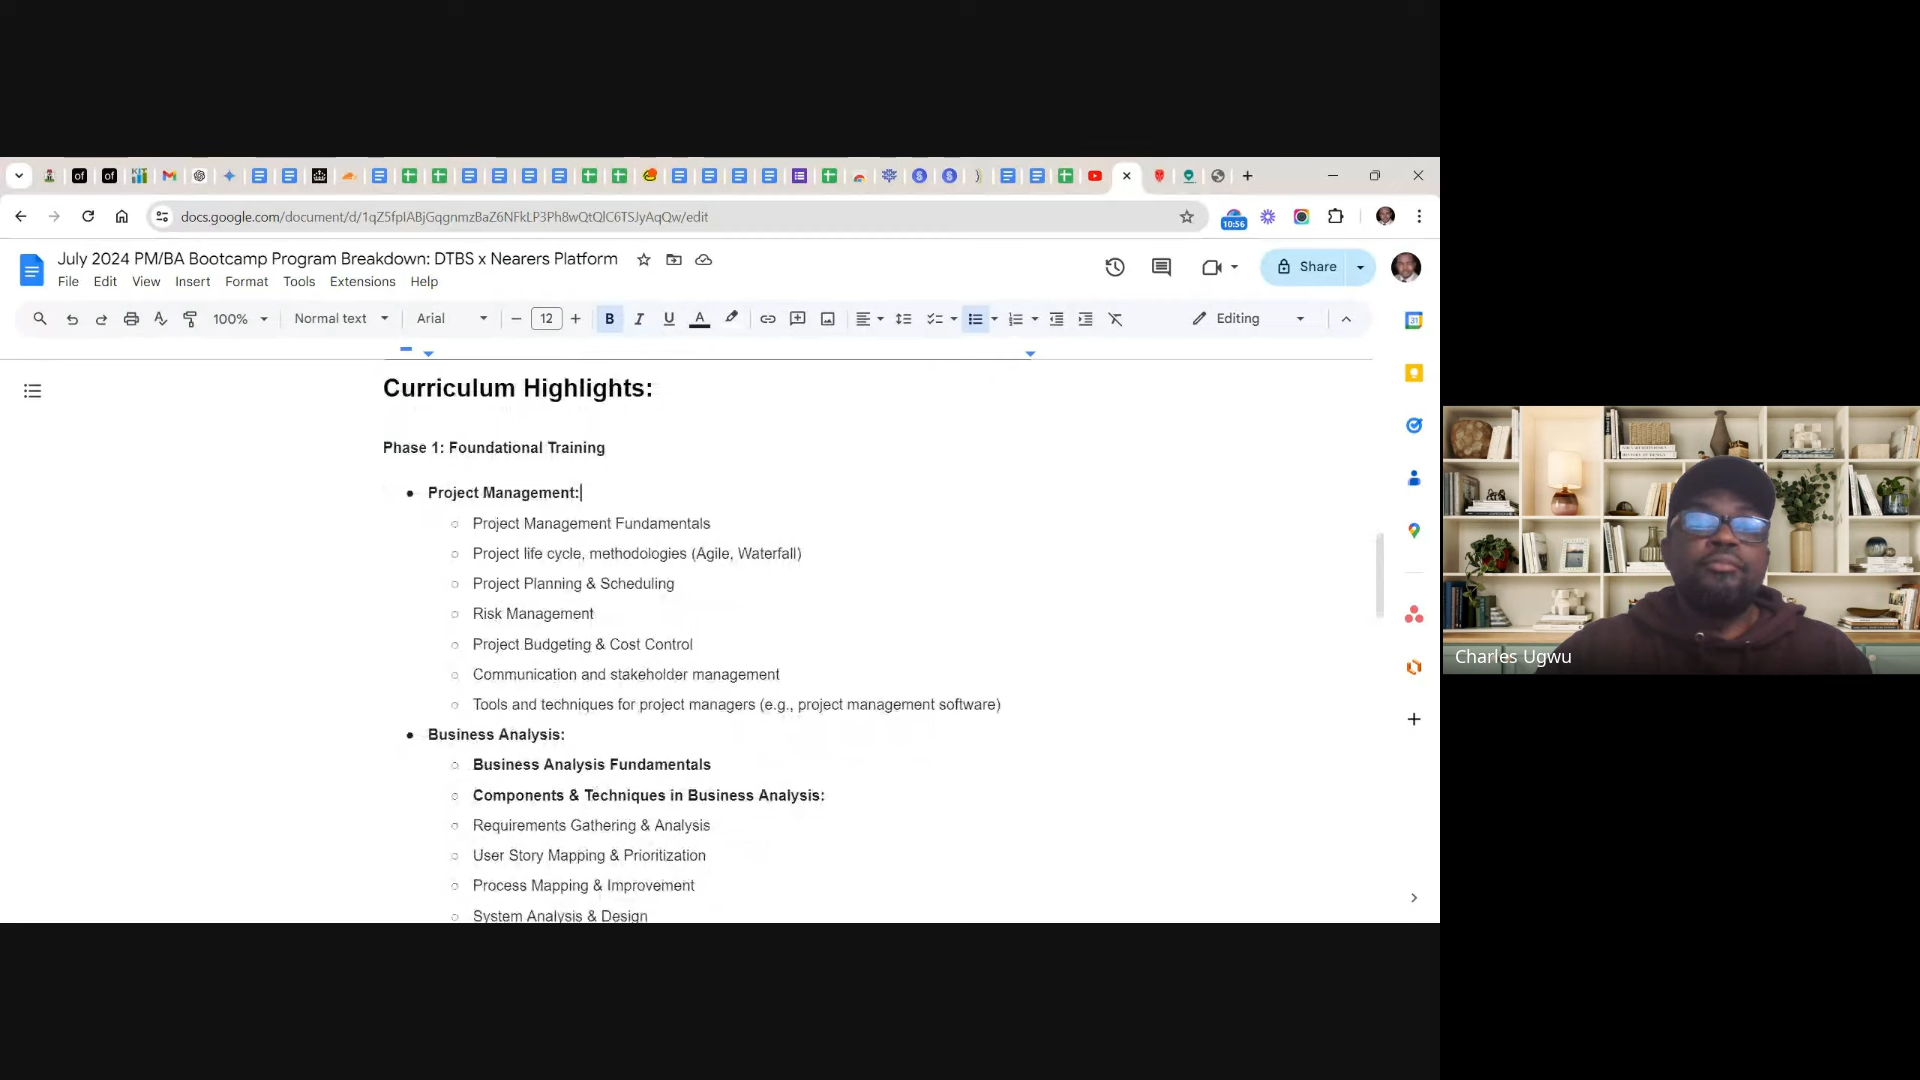 docs.google.com/document/d/1qZ5fpIABjGqgnmzBaZ6NFkLP3Ph8wQtQlC6TSJyAqQw/edit
10:56
July 2024 PM/BA Bootcamp Program Breakdown: DTBS x Nearers Platform
File Edit View Insert Format Tools Extensions Help
Share
100% Normal text Arial 12 B I U A Editing
Curriculum Highlights:
Phase 1: Foundational Training
● Project Management:
○ Project Management Fundamentals
○ Project life cycle, methodologies (Agile, Waterfall)
○ Project Planning & Scheduling
○ Risk Management
○ Project Budgeting & Cost Control
○ Communication and stakeholder management
○ Tools and techniques for project managers (e.g., project management software)
● Business Analysis:
○ Business Analysis Fundamentals
○ Components & Techniques in Business Analysis:
○ Requirements Gathering & Analysis
○ User Story Mapping & Prioritization
○ Process Mapping & Improvement
○ System Analysis & Design
Charles Ugwu